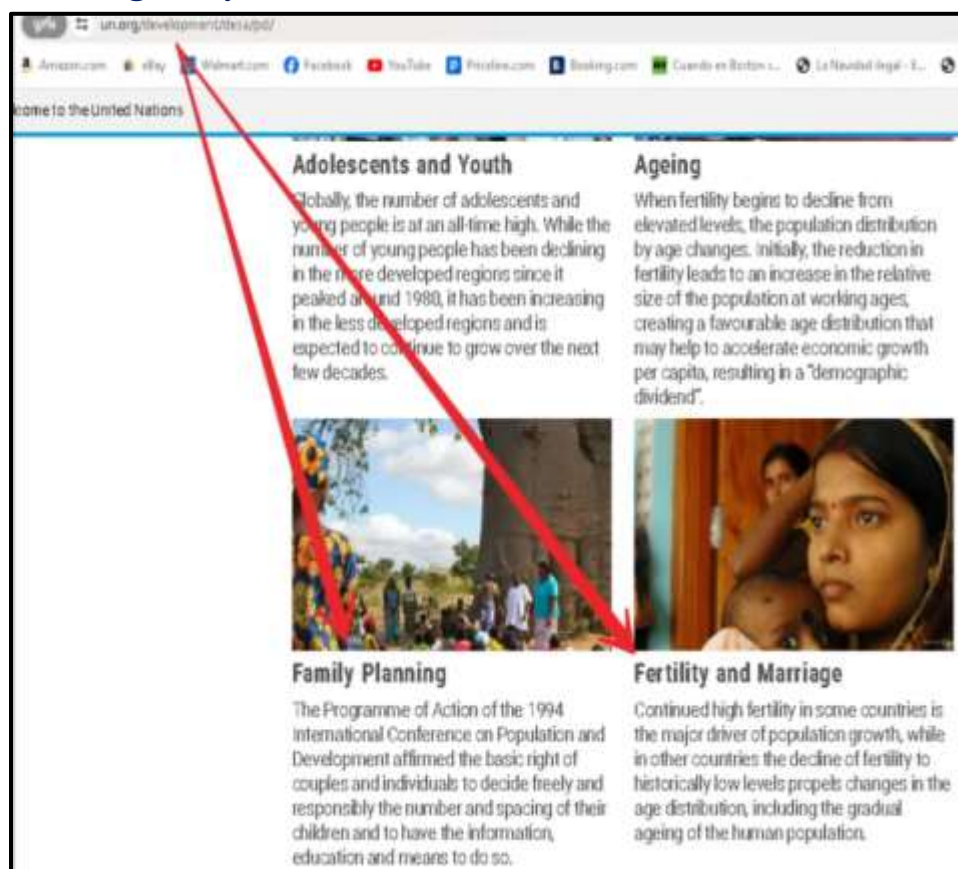 un.org/development/desa/pd/
Amazon.com eBay Walmart.com Facebook YouTube Priceline.com Booking.com Cuando en Boston s... La Navidad ilegal - E...
come to the United Nations
Adolescents and Youth
Globally, the number of adolescents and
young people is at an all-time high. While the
number of young people has been declining
in the more developed regions since it
peaked around 1980, it has been increasing
in the less developed regions and is
expected to continue to grow over the next
few decades.
Ageing
When fertility begins to decline from
elevated levels, the population distribution
by age changes. Initially, the reduction in
fertility leads to an increase in the relative
size of the population at working ages,
creating a favourable age distribution that
may help to accelerate economic growth
per capita, resulting in a "demographic
dividend".
Family Planning
The Programme of Action of the 1994
International Conference on Population and
Development affirmed the basic right of
couples and individuals to decide freely and
responsibly the number and spacing of their
children and to have the information,
education and means to do so.
Fertility and Marriage
Continued high fertility in some countries is
the major driver of population growth, while
in other countries the decline of fertility to
historically low levels propels changes in the
age distribution, including the gradual
ageing of the human population.